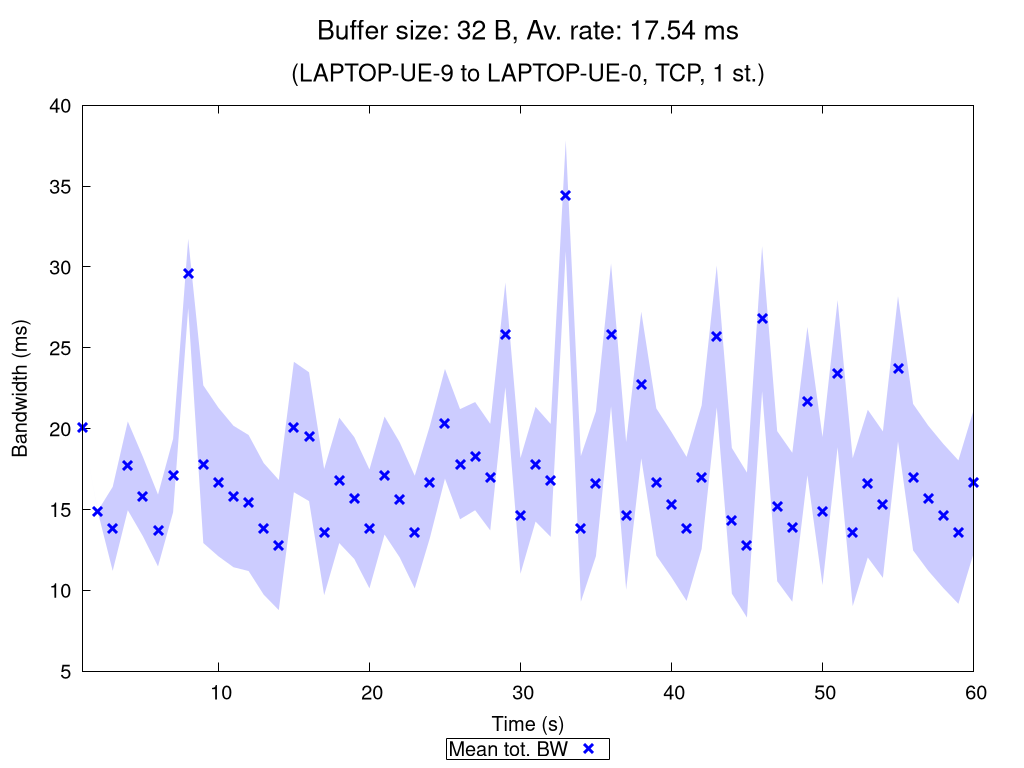 Buffer size: 32 B, Av. rate: 17.54 ms
(LAPTOP-UE-9 to LAPTOP-UE-0, TCP, 1 st.)
40
35
30
25
20
15
10
5
Bandwidth (ms)
10 20 30 40 50 60
Time (s)
Mean tot. BW